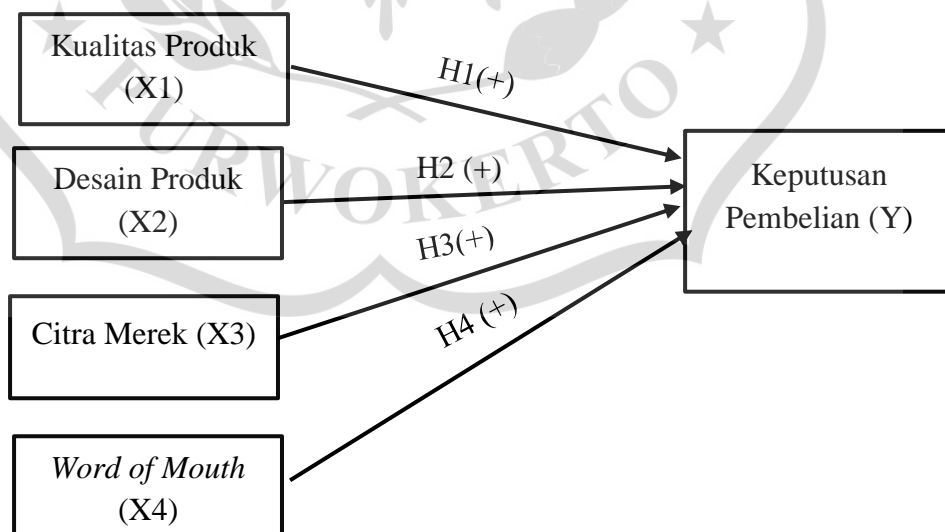 Kualitas Produk
(X1)
H1(+)
Desain Produk
(X2)
H2 (+)
Keputusan
Pembelian (Y)
H3(+)
Citra Merek (X3)
H4 (+)
Word of Mouth
(X4)
PURWOKERTO